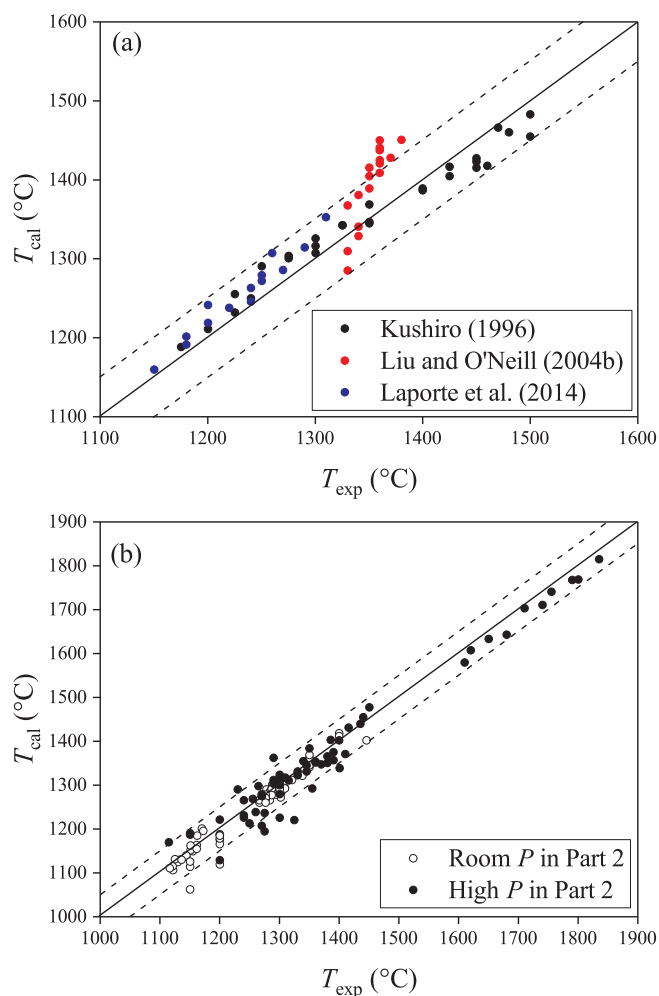 1600
(a)
1500
1400
1300
1200
1100
T_cal (°C)
Kushiro (1996)
Liu and O'Neill (2004b)
Laporte et al. (2014)
1100 1200 1300 1400 1500 1600
T_exp (°C)
1900
(b)
1800
1700
1600
1500
1400
1300
1200
1100
1000
T_cal (°C)
Room P in Part 2
High P in Part 2
1000 1100 1200 1300 1400 1500 1600 1700 1800 1900
T_exp (°C)